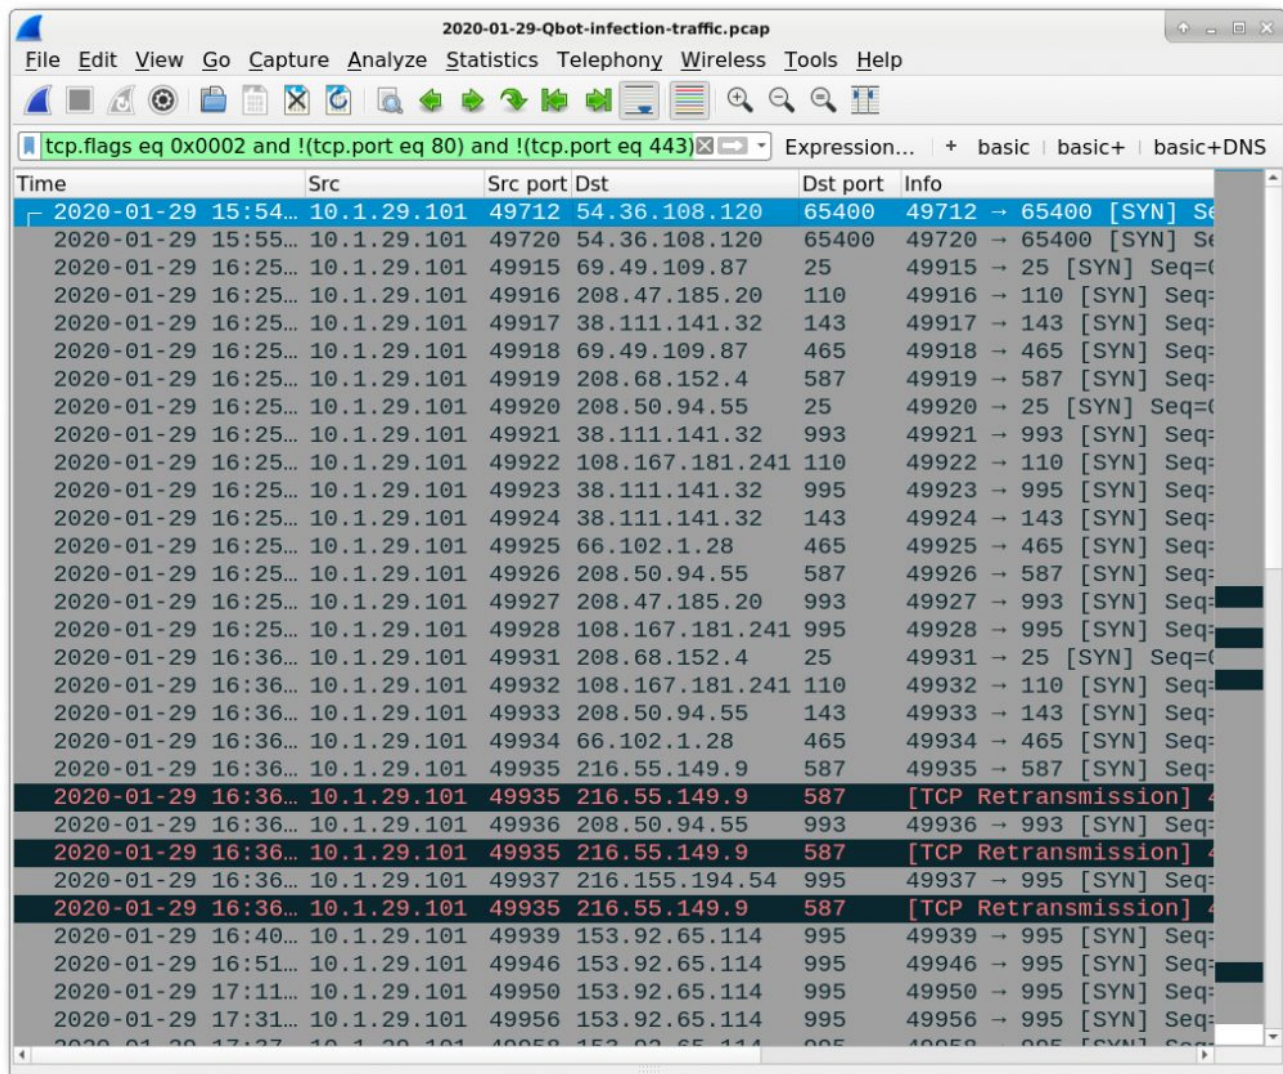 2020-01-29-Qbot-infection-traffic.pcap
File Edit View Go Capture Analyze Statistics Telephony Wireless Tools Help
tcp.flags eq 0x0002 and !(tcp.port eq 80) and !(tcp.port eq 443) Expression... + basic basic+ basic+DNS
Time Src Src port Dst Dst port Info
2020-01-29 15:54… 10.1.29.101 49712 54.36.108.120 65400 49712 → 65400 [SYN] Se
2020-01-29 15:55… 10.1.29.101 49720 54.36.108.120 65400 49720 → 65400 [SYN] Se
2020-01-29 16:25… 10.1.29.101 49915 69.49.109.87 25 49915 → 25 [SYN] Seq=0
2020-01-29 16:25… 10.1.29.101 49916 208.47.185.20 110 49916 → 110 [SYN] Seq=
2020-01-29 16:25… 10.1.29.101 49917 38.111.141.32 143 49917 → 143 [SYN] Seq=
2020-01-29 16:25… 10.1.29.101 49918 69.49.109.87 465 49918 → 465 [SYN] Seq=
2020-01-29 16:25… 10.1.29.101 49919 208.68.152.4 587 49919 → 587 [SYN] Seq=
2020-01-29 16:25… 10.1.29.101 49920 208.50.94.55 25 49920 → 25 [SYN] Seq=0
2020-01-29 16:25… 10.1.29.101 49921 38.111.141.32 993 49921 → 993 [SYN] Seq=
2020-01-29 16:25… 10.1.29.101 49922 108.167.181.241 110 49922 → 110 [SYN] Seq=
2020-01-29 16:25… 10.1.29.101 49923 38.111.141.32 995 49923 → 995 [SYN] Seq=
2020-01-29 16:25… 10.1.29.101 49924 38.111.141.32 143 49924 → 143 [SYN] Seq=
2020-01-29 16:25… 10.1.29.101 49925 66.102.1.28 465 49925 → 465 [SYN] Seq=
2020-01-29 16:25… 10.1.29.101 49926 208.50.94.55 587 49926 → 587 [SYN] Seq=
2020-01-29 16:25… 10.1.29.101 49927 208.47.185.20 993 49927 → 993 [SYN] Seq=
2020-01-29 16:25… 10.1.29.101 49928 108.167.181.241 995 49928 → 995 [SYN] Seq=
2020-01-29 16:36… 10.1.29.101 49931 208.68.152.4 25 49931 → 25 [SYN] Seq=0
2020-01-29 16:36… 10.1.29.101 49932 108.167.181.241 110 49932 → 110 [SYN] Seq=
2020-01-29 16:36… 10.1.29.101 49933 208.50.94.55 143 49933 → 143 [SYN] Seq=
2020-01-29 16:36… 10.1.29.101 49934 66.102.1.28 465 49934 → 465 [SYN] Seq=
2020-01-29 16:36… 10.1.29.101 49935 216.55.149.9 587 49935 → 587 [SYN] Seq=
2020-01-29 16:36… 10.1.29.101 49935 216.55.149.9 587 [TCP Retransmission] 4
2020-01-29 16:36… 10.1.29.101 49936 208.50.94.55 993 49936 → 993 [SYN] Seq=
2020-01-29 16:36… 10.1.29.101 49935 216.55.149.9 587 [TCP Retransmission] 4
2020-01-29 16:36… 10.1.29.101 49937 216.155.194.54 995 49937 → 995 [SYN] Seq=
2020-01-29 16:36… 10.1.29.101 49935 216.55.149.9 587 [TCP Retransmission] 4
2020-01-29 16:40… 10.1.29.101 49939 153.92.65.114 995 49939 → 995 [SYN] Seq=
2020-01-29 16:51… 10.1.29.101 49946 153.92.65.114 995 49946 → 995 [SYN] Seq=
2020-01-29 17:11… 10.1.29.101 49950 153.92.65.114 995 49950 → 995 [SYN] Seq=
2020-01-29 17:31… 10.1.29.101 49956 153.92.65.114 995 49956 → 995 [SYN] Seq=